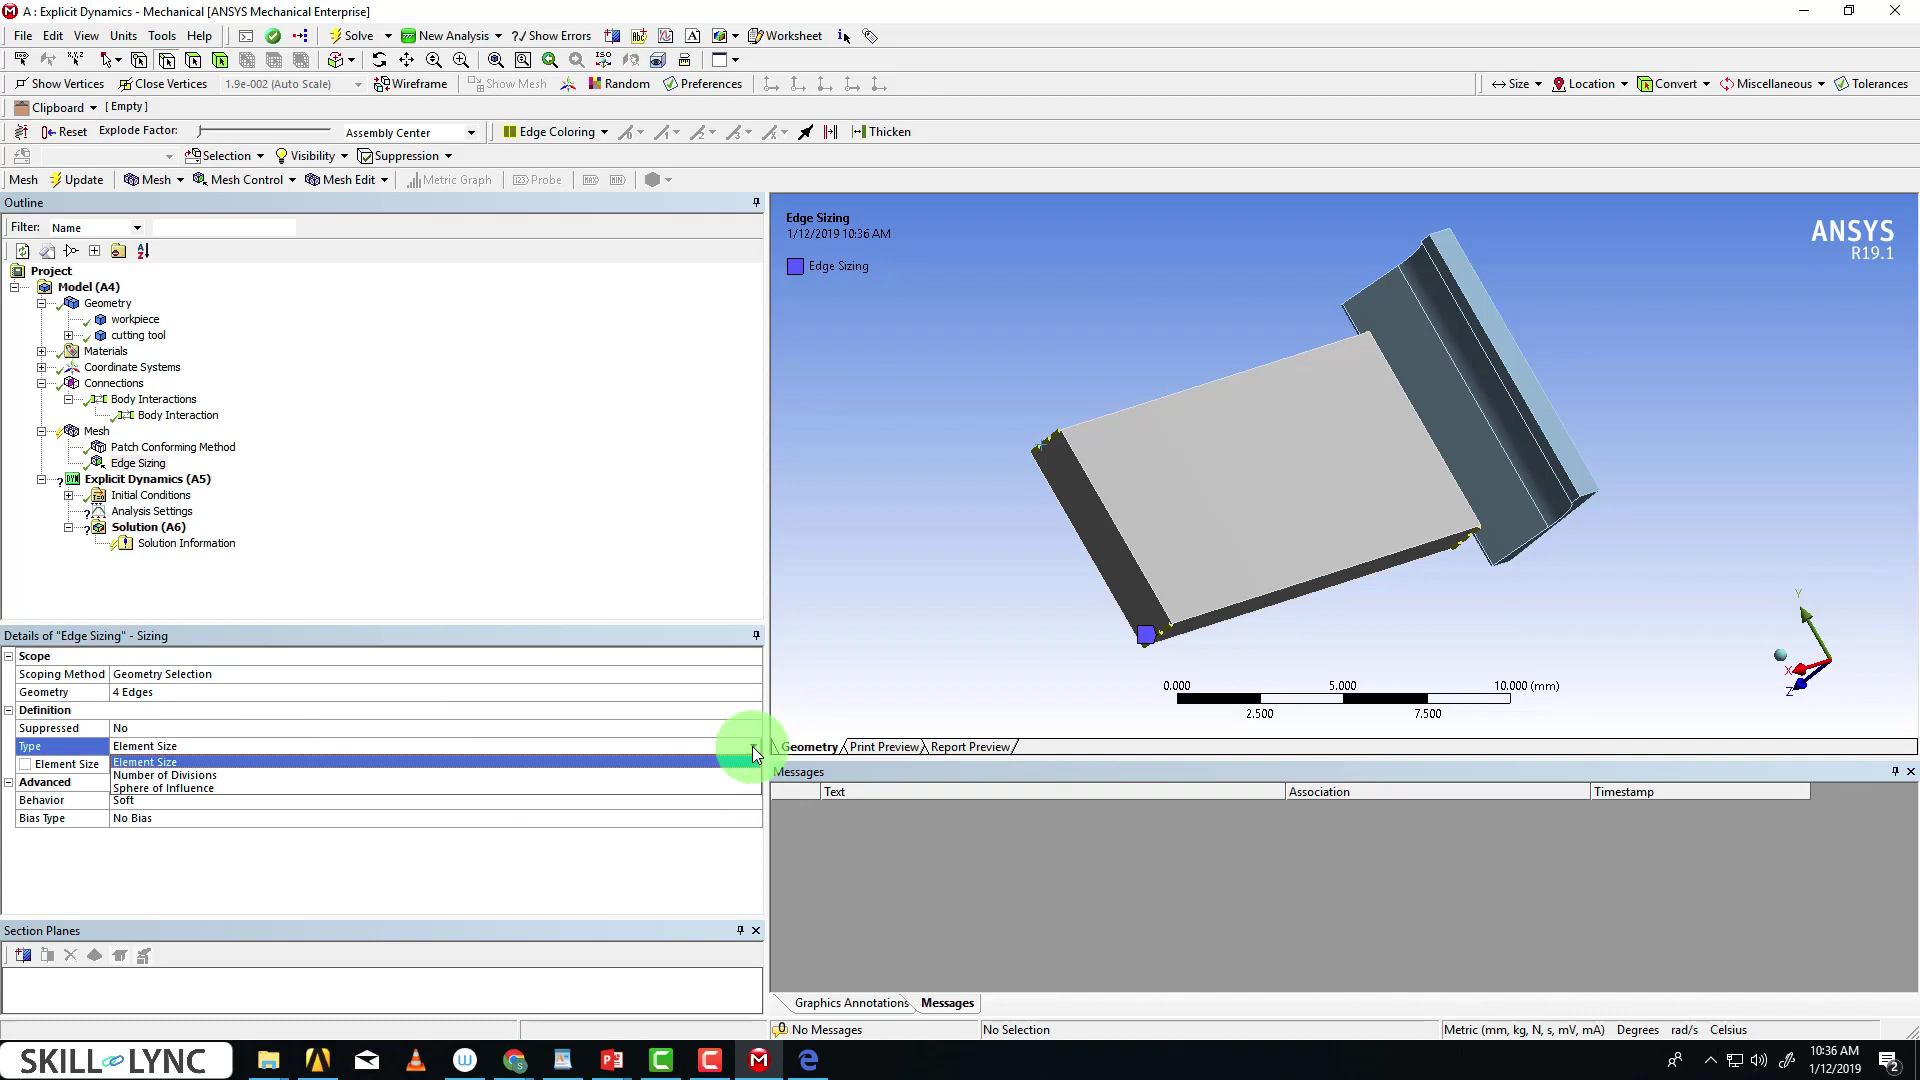 A : Explicit Dynamics - Mechanical [ANSYS Mechanical Enterprise]
File Edit View Units Tools Help Solve New Analysis ?/ Show Errors Worksheet
Show Vertices Close Vertices 1.9e-002 (Auto Scale) Wireframe Show Mesh Random Preferences Size Location Convert Miscellaneous Tolerances
Clipboard [ Empty ]
Reset Explode Factor: Assembly Center Edge Coloring Thicken
Selection Visibility Suppression
Mesh Update Mesh Mesh Control Mesh Edit Metric Graph Probe
Outline
Filter: Name
Project
Model (A4)
Geometry
workpiece
cutting tool
Materials
Coordinate Systems
Connections
Body Interactions
Body Interaction
Mesh
Patch Conforming Method
Edge Sizing
Explicit Dynamics (A5)
Initial Conditions
Analysis Settings
Solution (A6)
Solution Information
Details of "Edge Sizing" - Sizing
Scope
Scoping Method Geometry Selection
Geometry 4 Edges
Definition
Suppressed No
Type Element Size
Element Size Element Size
Number of Divisions
Advanced
Sphere of Influence
Behavior Soft
Bias Type No Bias
Section Planes
Edge Sizing
1/12/2019 10:36 AM
Edge Sizing
ANSYS
R19.1
Y
X
Z
0.000 5.000 10.000 (mm)
2.500 7.500
Geometry Print Preview Report Preview
Messages
Text Association Timestamp
Graphics Annotations Messages
No Messages No Selection Metric (mm, kg, N, s, mV, mA) Degrees rad/s Celsius
SKILL LYNC
10:36 AM
1/12/2019
2